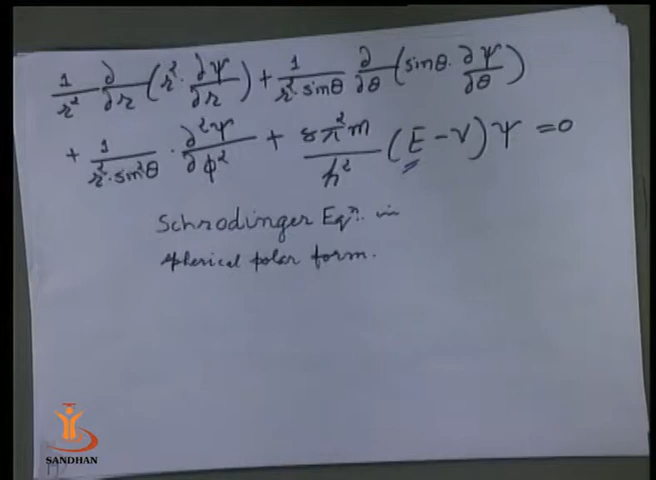 1/r² ∂/∂r (r². ∂ψ/∂r) + 1/r².sinθ ∂/∂θ (sinθ. ∂ψ/∂θ)
+ 1/r².sin²θ . ∂²ψ/∂ϕ² + 8π²m/h² (E - V) ψ = 0
Schrodinger Eqⁿ. in
spherical polar form.
SANDHAN